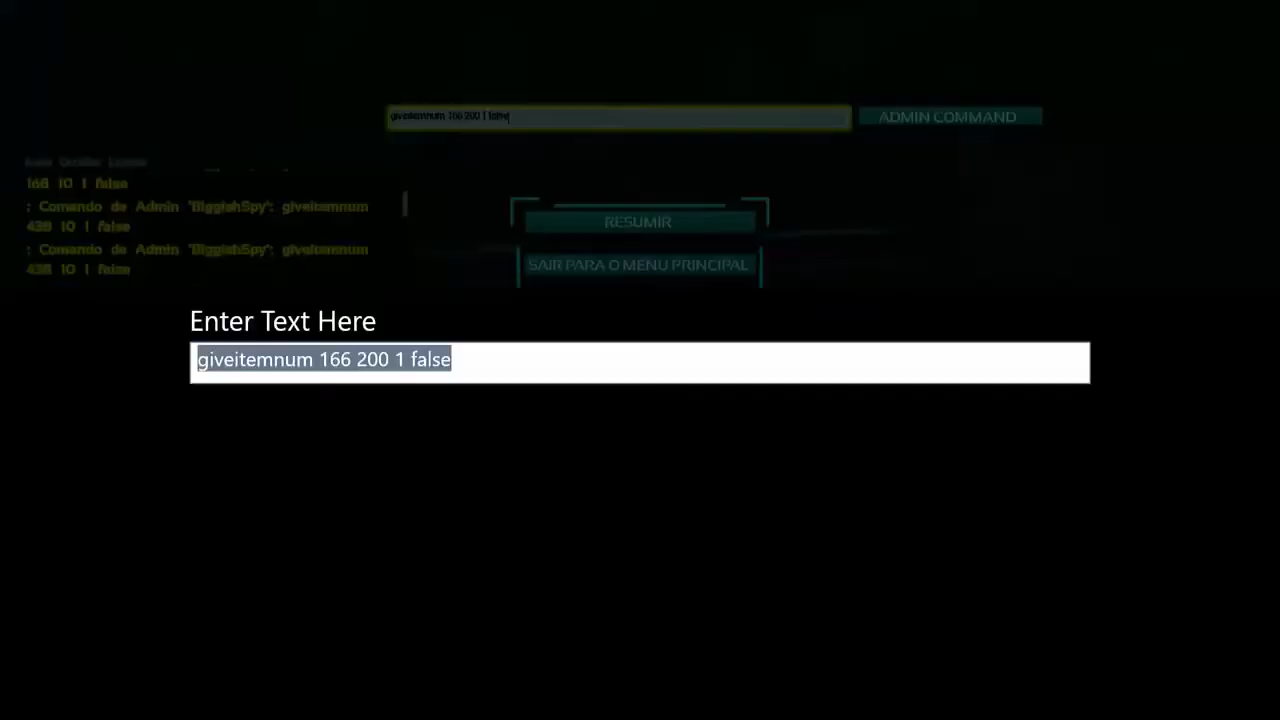 giveitemnum 166 200 1 false
ADMIN COMMAND
168 10 1 false
: Comando de Admin 'BiggishSpy': giveitemnum
438 10 1 false
: Comando de Admin 'BiggishSpy': giveitemnum
438 10 1 false
RESUMIR
SAIR PARA O MENU PRINCIPAL
Enter Text Here
giveitemnum 166 200 1 false